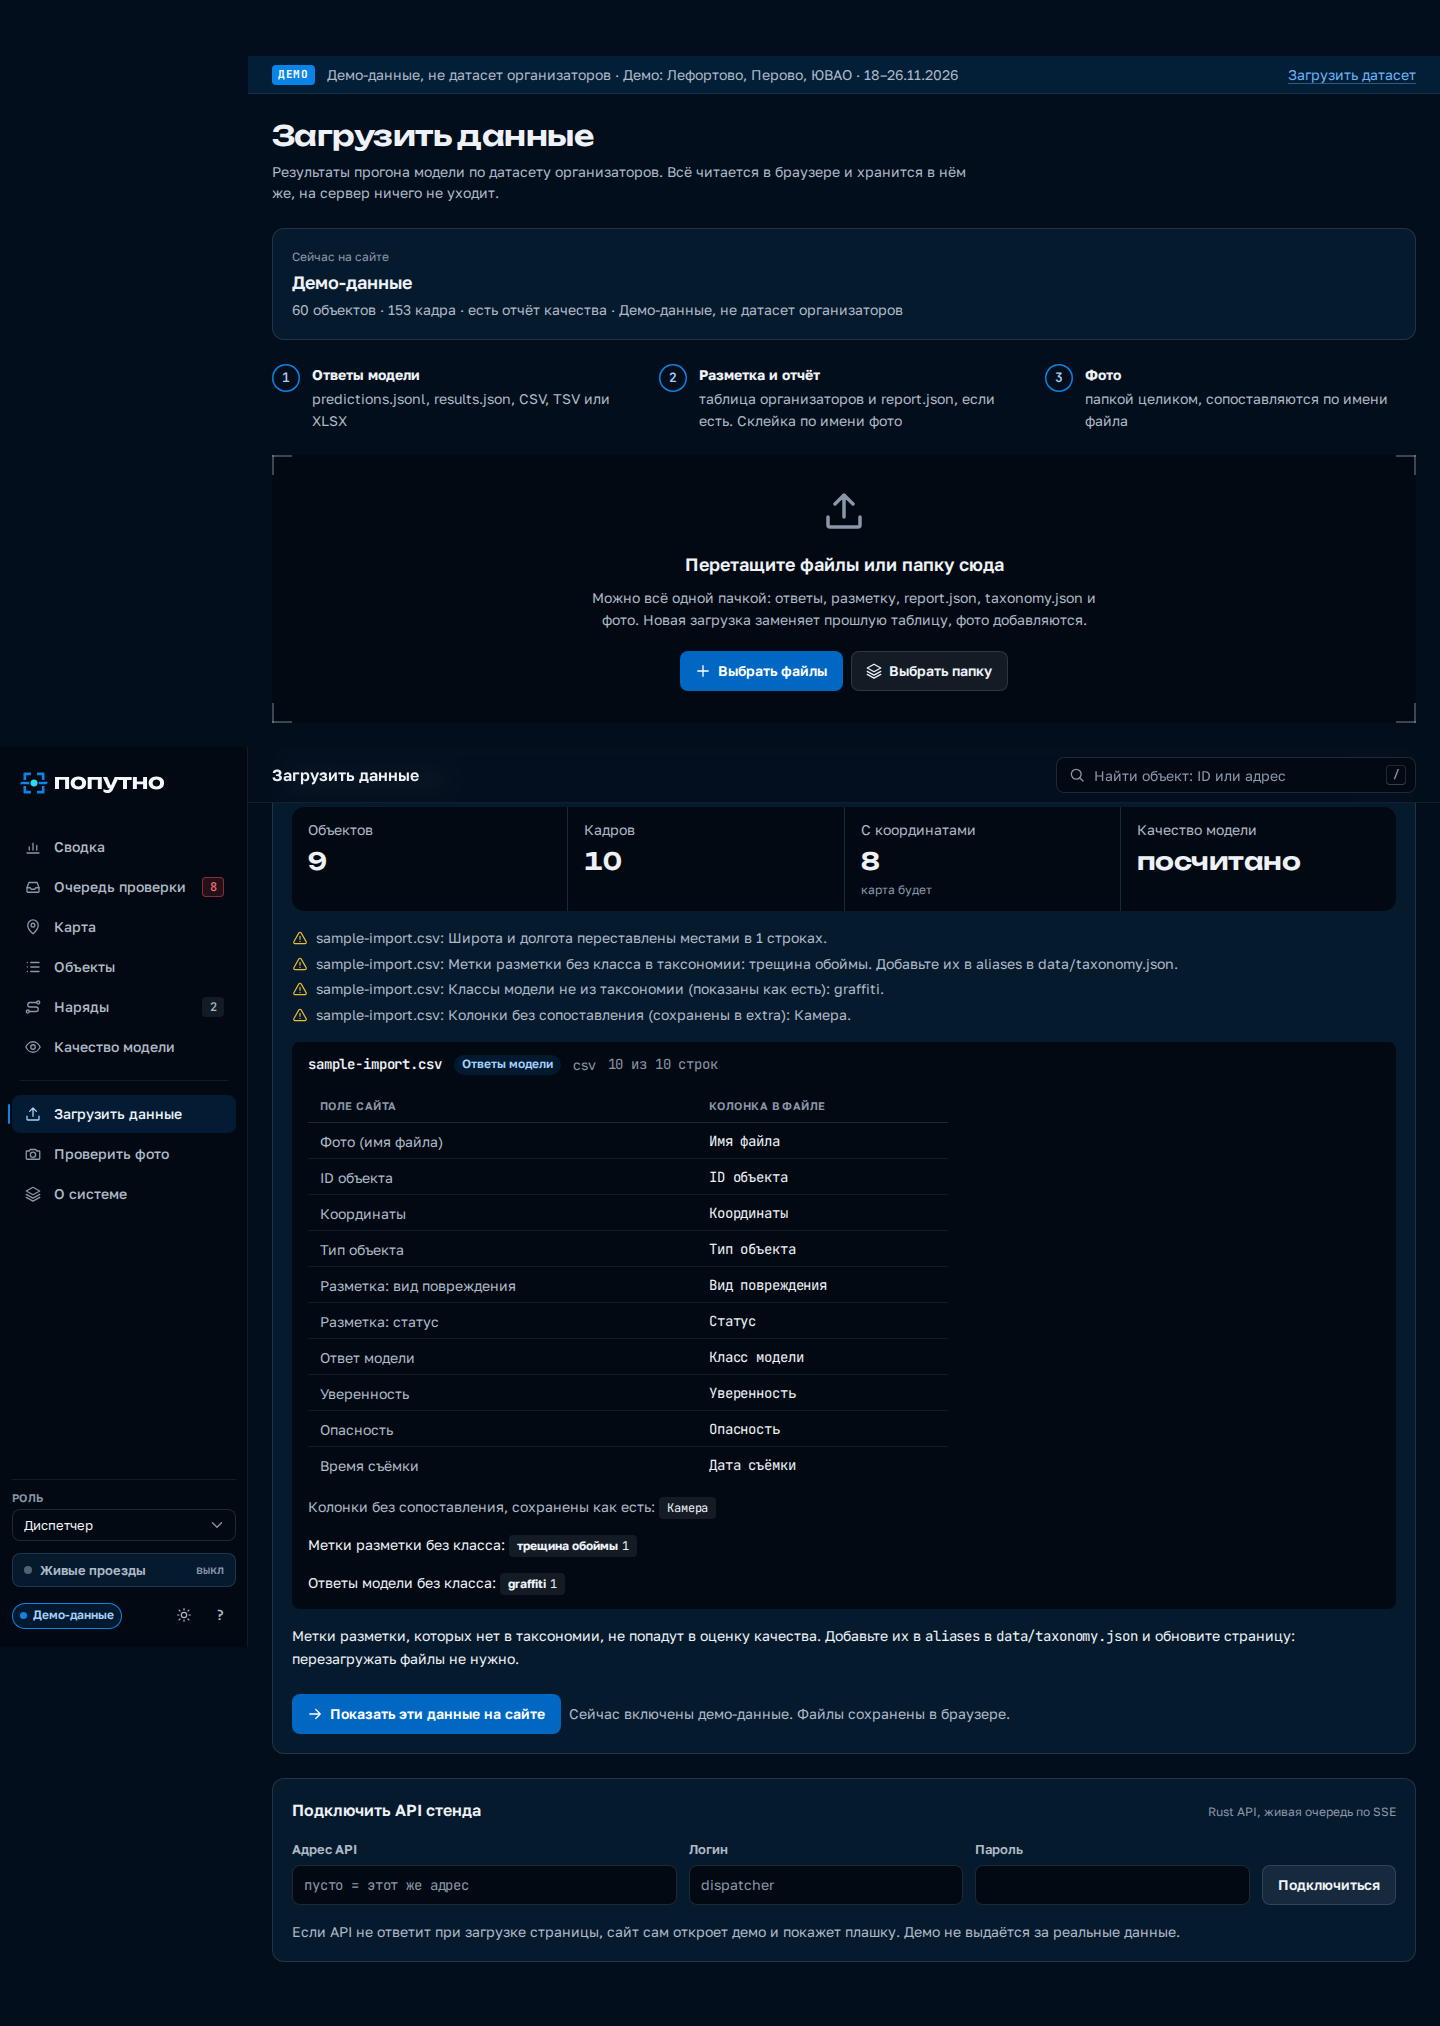 ДЕМО Демо-данные, не датасет организаторов · Демо: Лефортово, Перово, ЮВАО · 18–26.11.2026 Загрузить датасет
Загрузить данные
Результаты прогона модели по датасету организаторов. Всё читается в браузере и хранится в нём
же, на сервер ничего не уходит.
Сейчас на сайте
Демо-данные
60 объектов · 153 кадра · есть отчёт качества · Демо-данные, не датасет организаторов
1 Ответы модели
predictions.jsonl, results.json, CSV, TSV или
XLSX
2 Разметка и отчёт
таблица организаторов и report.json, если
есть. Склейка по имени фото
3 Фото
папкой целиком, сопоставляются по имени
файла
Перетащите файлы или папку сюда
Можно всё одной пачкой: ответы, разметку, report.json, taxonomy.json и
фото. Новая загрузка заменяет прошлую таблицу, фото добавляются.
Выбрать файлы
Выбрать папку
ПОПУТНО
Сводка
Очередь проверки 8
Карта
Объекты
Наряды 2
Качество модели
Загрузить данные
Проверить фото
О системе
РОЛЬ
Диспетчер
Живые проезды ВЫКЛ
Демо-данные ?
Загрузить данные
Найти объект: ID или адрес /
Объектов
9
Кадров
10
С координатами
8
карта будет
Качество модели
посчитано
sample-import.csv: Широта и долгота переставлены местами в 1 строках.
sample-import.csv: Метки разметки без класса в таксономии: трещина обоймы. Добавьте их в aliases в data/taxonomy.json.
sample-import.csv: Классы модели не из таксономии (показаны как есть): graffiti.
sample-import.csv: Колонки без сопоставления (сохранены в extra): Камера.
sample-import.csv Ответы модели csv 10 из 10 строк
ПОЛЕ САЙТА КОЛОНКА В ФАЙЛЕ
Фото (имя файла) Имя файла
ID объекта ID объекта
Координаты Координаты
Тип объекта Тип объекта
Разметка: вид повреждения Вид повреждения
Разметка: статус Статус
Ответ модели Класс модели
Уверенность Уверенность
Опасность Опасность
Время съёмки Дата съёмки
Колонки без сопоставления, сохранены как есть: Камера
Метки разметки без класса: трещина обоймы 1
Ответы модели без класса: graffiti 1
Метки разметки, которых нет в таксономии, не попадут в оценку качества. Добавьте их в aliases в data/taxonomy.json и обновите страницу:
перезагружать файлы не нужно.
Показать эти данные на сайте Сейчас включены демо-данные. Файлы сохранены в браузере.
Подключить API стенда Rust API, живая очередь по SSE
Адрес API Логин Пароль
пусто = этот же адрес dispatcher Подключиться
Если API не ответит при загрузке страницы, сайт сам откроет демо и покажет плашку. Демо не выдаётся за реальные данные.